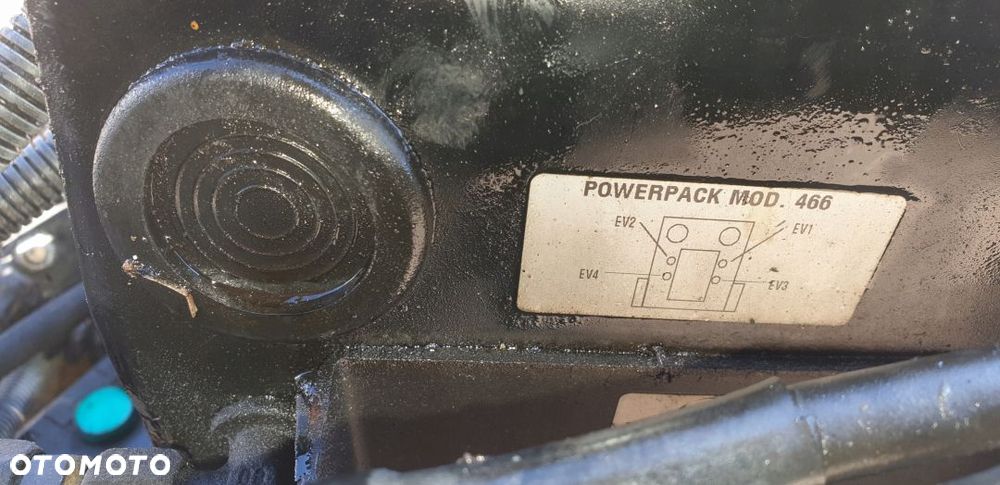 POWERPACK MOD. 466
EV2
EV1
EV4
EV3
OTOMOTO